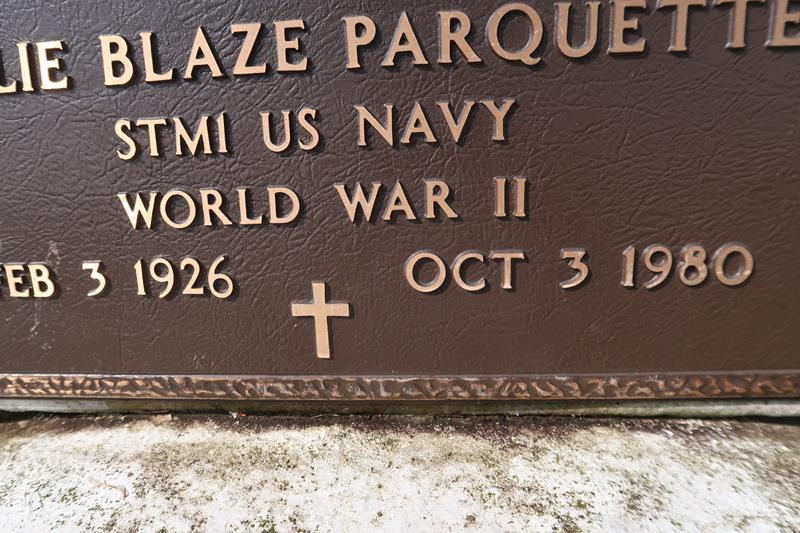 LIE BLAZE PARQUETTE
STM1 US NAVY
WORLD WAR II
FEB 3 1926 OCT 3 1980